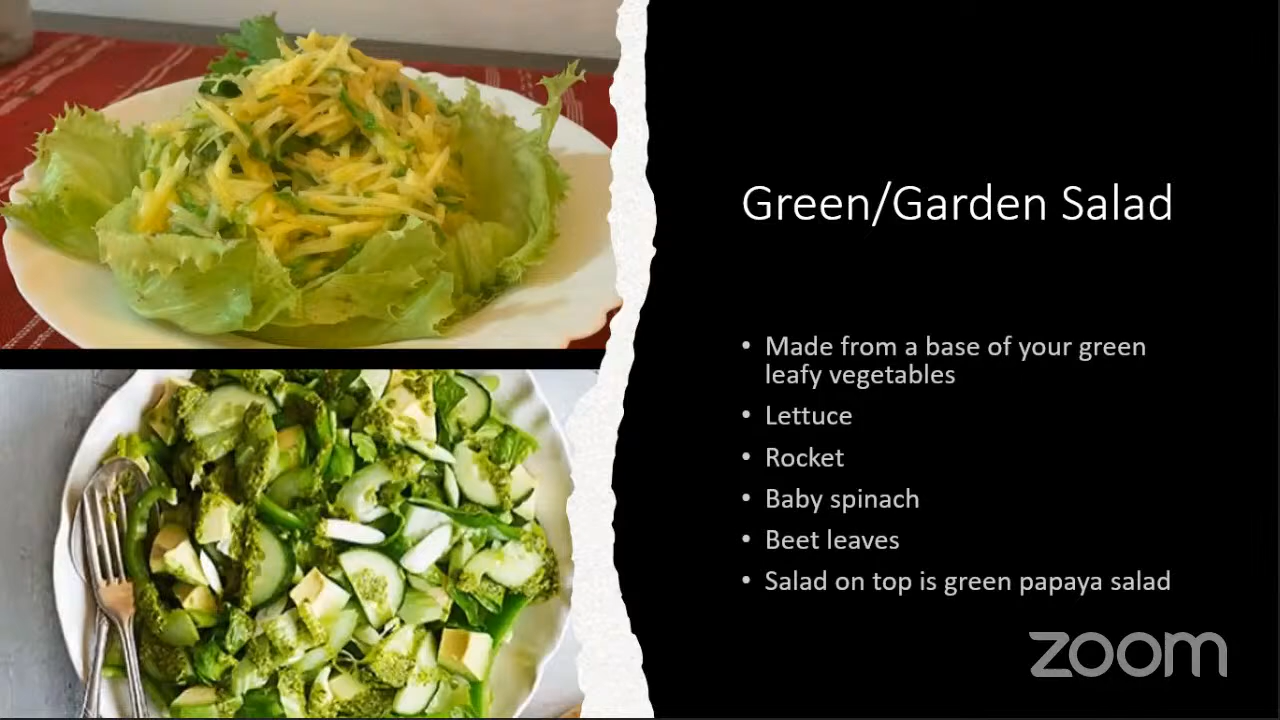 Green/Garden Salad
• Made from a base of your green
leafy vegetables
• Lettuce
• Rocket
• Baby spinach
• Beet leaves
• Salad on top is green papaya salad
zoom